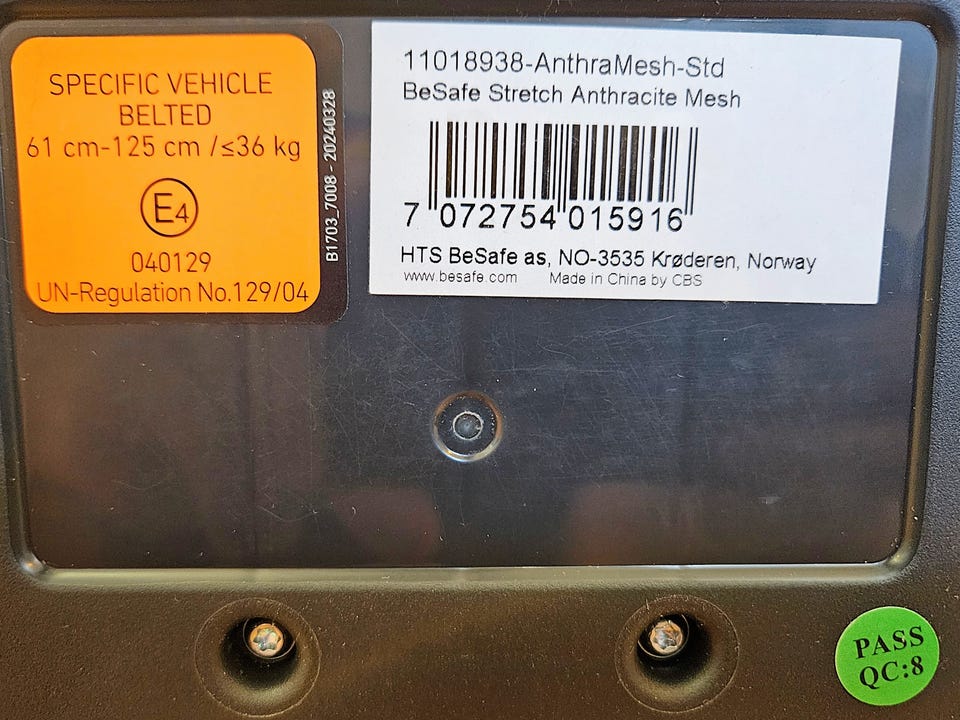 SPECIFIC VEHICLE
BELTED
61 cm-125 cm /≤36 kg
E4
040129
UN-Regulation No.129/04
B1703_7008 - 20240328
11018938-AnthraMesh-Std
BeSafe Stretch Anthracite Mesh
7 072754 015916
HTS BeSafe as, NO-3535 Krøderen, Norway
www.besafe.com Made in China by CBS
PASS
QC:8